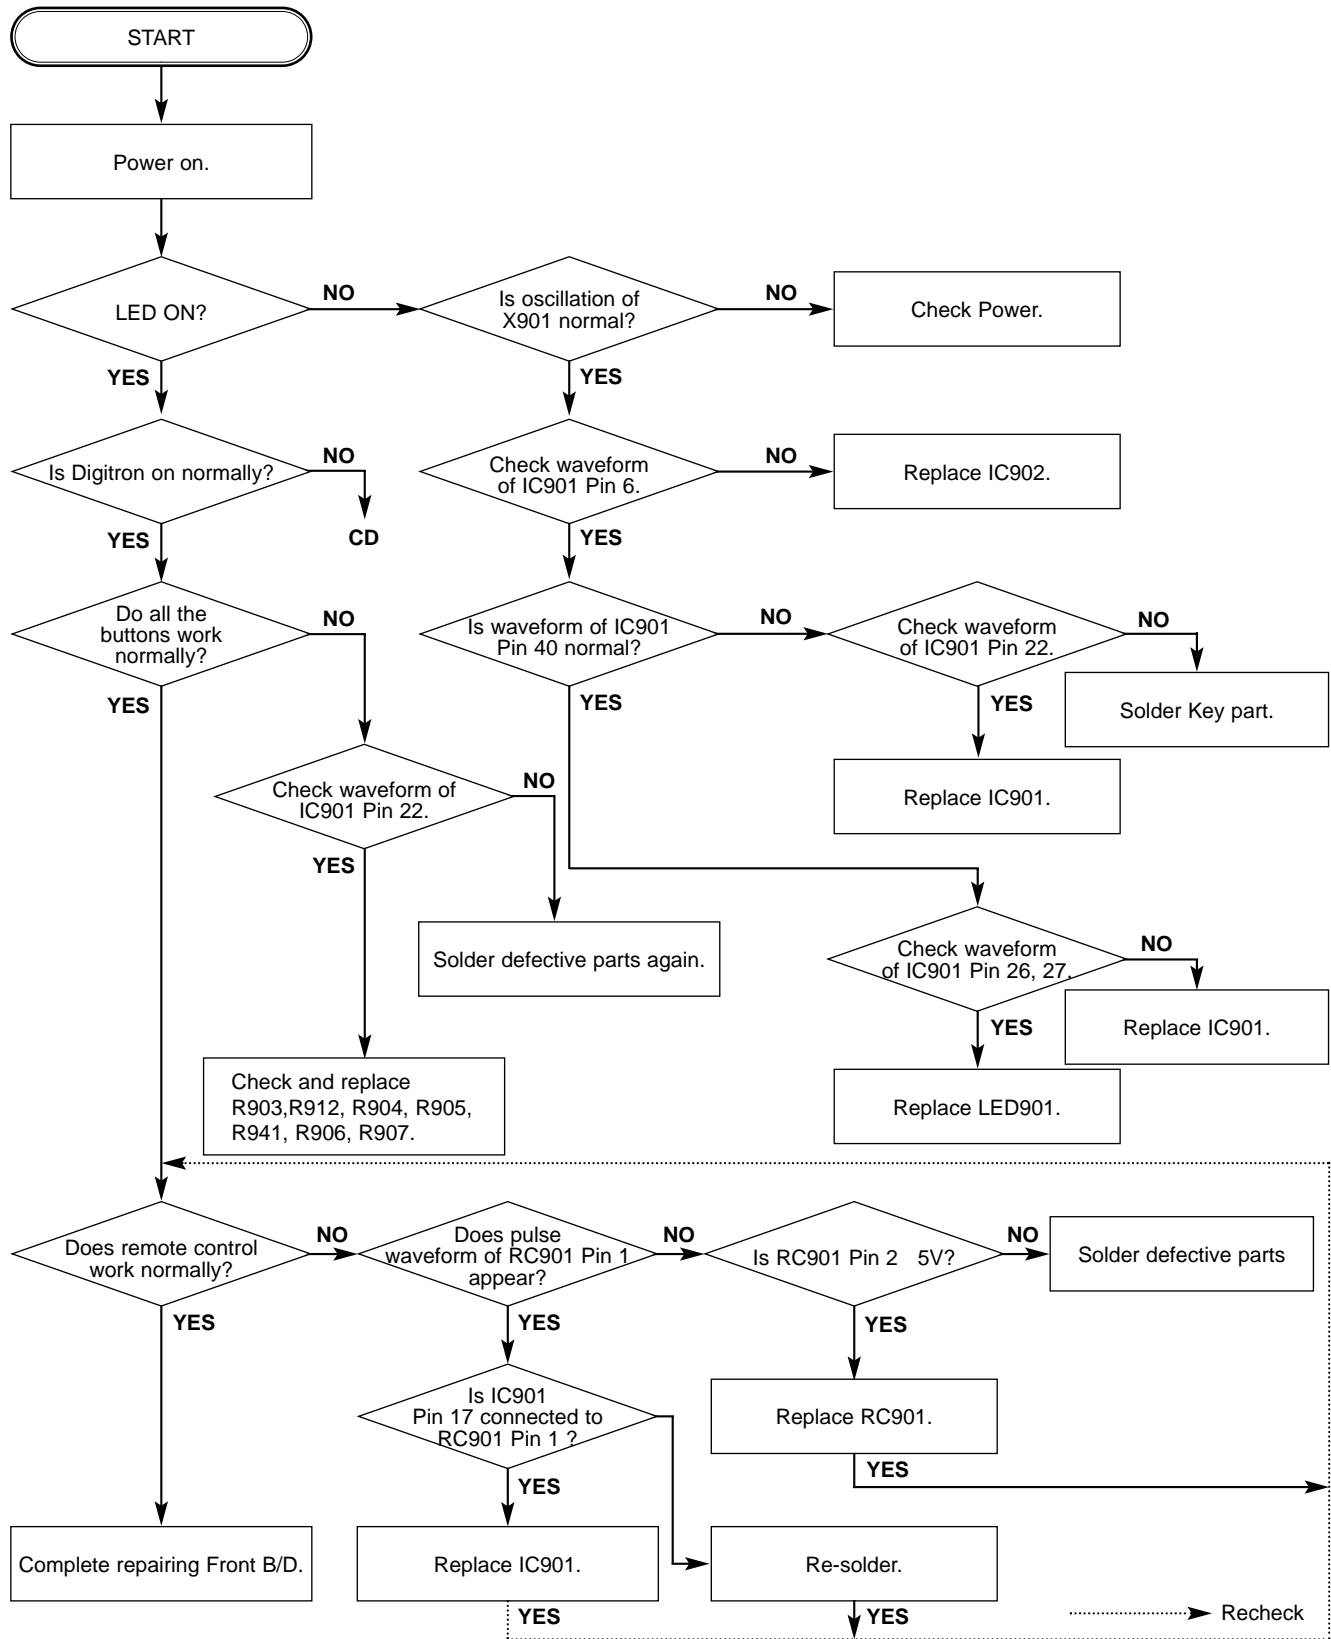 START
Power on.
LED ON?
NO
Is oscillation of
X901 normal?
NO
Check Power.
YES
YES
Is Digitron on normally?
NO
CD
Check waveform
of IC901 Pin 6.
NO
Replace IC902.
YES
YES
Do all the
buttons work
normally?
NO
Is waveform of IC901
Pin 40 normal?
NO
Check waveform
of IC901 Pin 22.
NO
Solder Key part.
YES
YES
YES
Replace IC901.
Check waveform of
IC901 Pin 22.
NO
YES
Solder defective parts again.
Check waveform
of IC901 Pin 26, 27.
NO
Replace IC901.
YES
Replace LED901.
Check and replace
R903,R912, R904, R905,
R941, R906, R907.
Does remote control
work normally?
NO
Does pulse
waveform of RC901 Pin 1
appear?
NO
Is RC901 Pin 2 5V?
NO
Solder defective parts
YES
YES
YES
Is IC901
Pin 17 connected to
RC901 Pin 1 ?
Replace RC901.
YES
YES
Complete repairing Front B/D.
Replace IC901.
Re-solder.
YES
YES
Recheck